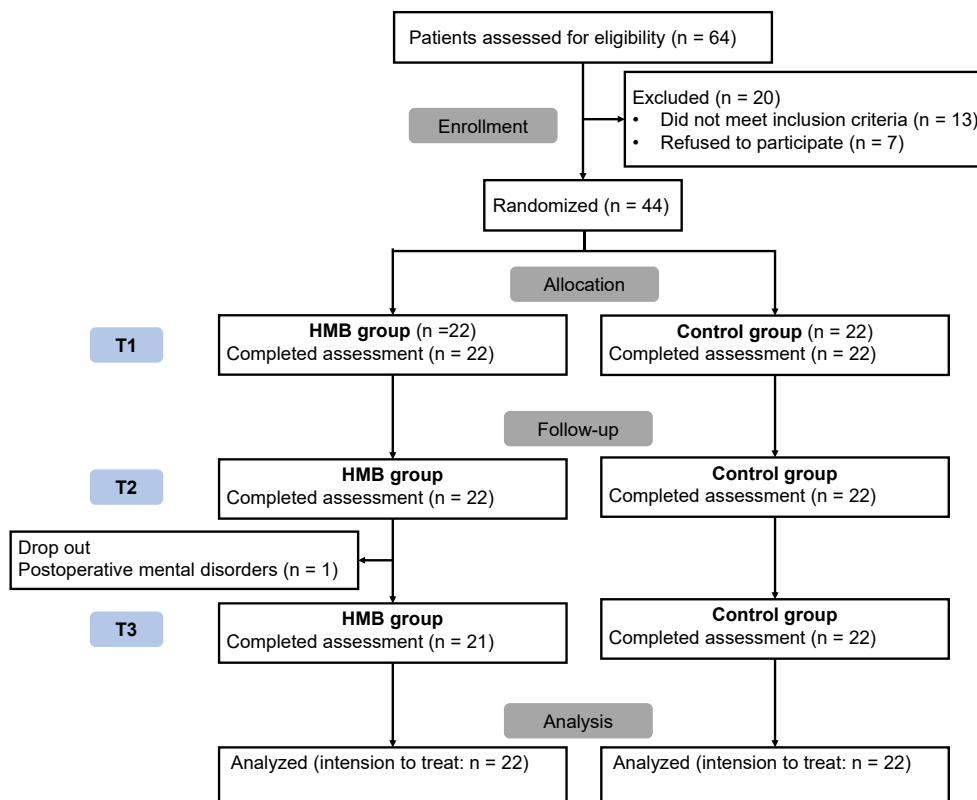 Patients assessed for eligibility (n = 64)
Excluded (n = 20)
• Did not meet inclusion criteria (n = 13)
• Refused to participate (n = 7)
Enrollment
Randomized (n = 44)
Allocation
T1
HMB group (n =22)
Completed assessment (n = 22)
Control group (n = 22)
Completed assessment (n = 22)
Follow-up
T2
HMB group
Completed assessment (n = 22)
Control group
Completed assessment (n = 22)
Drop out
Postoperative mental disorders (n = 1)
T3
HMB group
Completed assessment (n = 21)
Control group
Completed assessment (n = 22)
Analysis
Analyzed (intension to treat: n = 22)
Analyzed (intension to treat: n = 22)